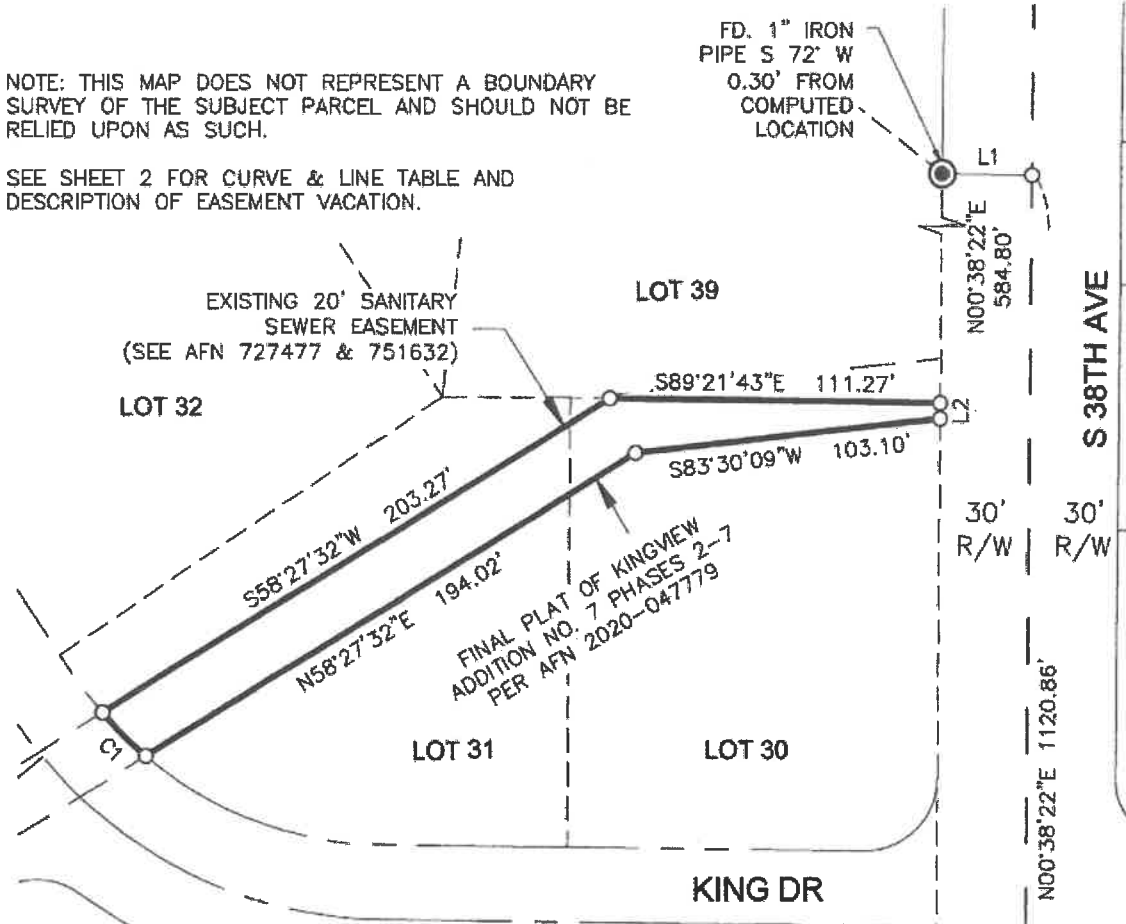 NOTE: THIS MAP DOES NOT REPRESENT A BOUNDARY
SURVEY OF THE SUBJECT PARCEL AND SHOULD NOT BE
RELIED UPON AS SUCH.
SEE SHEET 2 FOR CURVE & LINE TABLE AND
DESCRIPTION OF EASEMENT VACATION.
FD. 1" IRON
PIPE S 72° W
0.30' FROM
COMPUTED
LOCATION
L1
N00°38'22"E
584.80'
S 38TH AVE
EXISTING 20' SANITARY
SEWER EASEMENT
(SEE AFN 727477 & 751632)
LOT 39
LOT 32
S89°21'43"E 111.27'
L2
S83°30'09"W 103.10'
S58°27'32"W 203.27'
N58°27'32"E 194.02'
FINAL PLAT OF KINGVIEW
ADDITION NO. 7 PHASES 2-7
PER AFN 2020-047779
30'
R/W
30'
R/W
C1
LOT 31
LOT 30
N00°38'22"E 1120.86'
KING DR